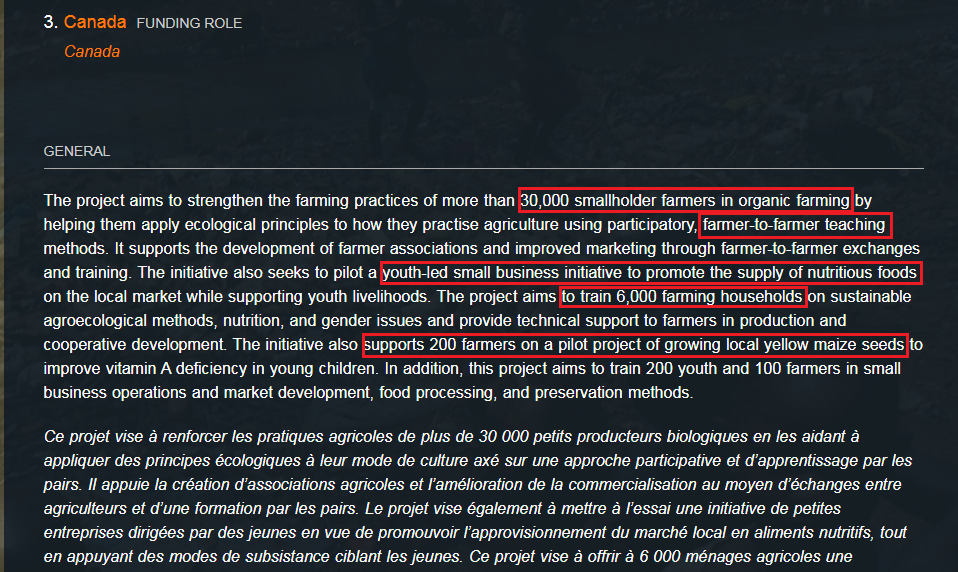 3. Canada FUNDING ROLE
Canada
GENERAL
The project aims to strengthen the farming practices of more than 30,000 smallholder farmers in organic farming by
helping them apply ecological principles to how they practise agriculture using participatory, farmer-to-farmer teaching
methods. It supports the development of farmer associations and improved marketing through farmer-to-farmer exchanges
and training. The initiative also seeks to pilot a youth-led small business initiative to promote the supply of nutritious foods
on the local market while supporting youth livelihoods. The project aims to train 6,000 farming households on sustainable
agroecological methods, nutrition, and gender issues and provide technical support to farmers in production and
cooperative development. The initiative also supports 200 farmers on a pilot project of growing local yellow maize seeds to
improve vitamin A deficiency in young children. In addition, this project aims to train 200 youth and 100 farmers in small
business operations and market development, food processing, and preservation methods.
Ce projet vise à renforcer les pratiques agricoles de plus de 30 000 petits producteurs biologiques en les aidant à
appliquer des principes écologiques à leur mode de culture axé sur une approche participative et d’apprentissage par les
pairs. Il appuie la création d’associations agricoles et l’amélioration de la commercialisation au moyen d’échanges entre
agriculteurs et d’une formation par les pairs. Le projet vise également à mettre à l’essai une initiative de petites
entreprises dirigées par des jeunes en vue de promouvoir l’approvisionnement du marché local en aliments nutritifs, tout
en appuyant des modes de subsistance ciblant les jeunes. Ce projet vise à offrir à 6 000 ménages agricoles une